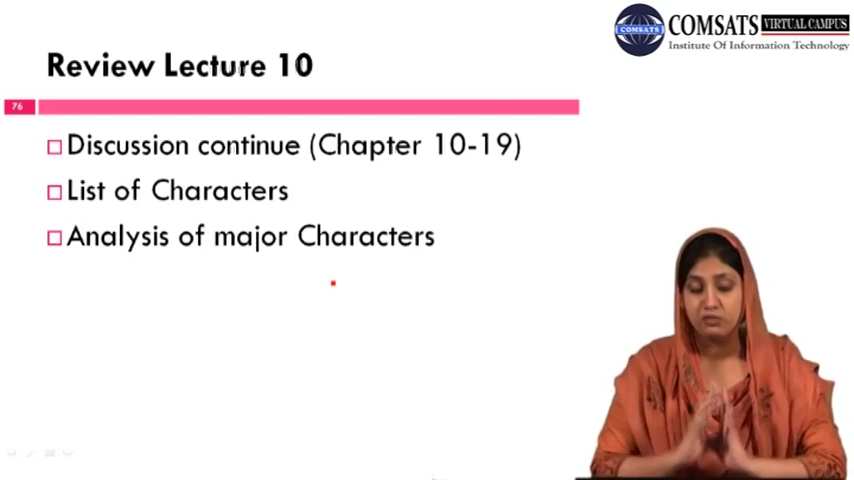 COMSATS VIRTUAL CAMPUS
COMSATS
Institute Of Information Technology
Review Lecture 10
76
Discussion continue (Chapter 10-19)
List of Characters
Analysis of major Characters